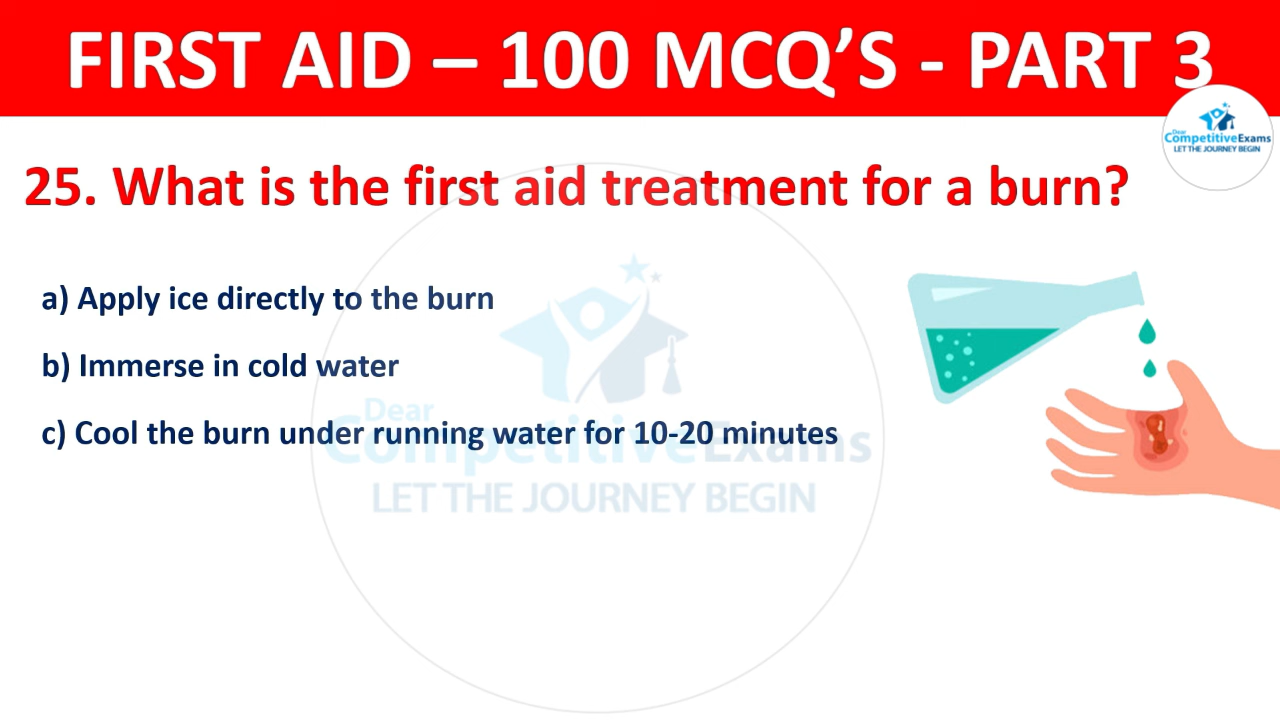 FIRST AID – 100 MCQ’S - PART 3
Dear
CompetitiveExams
LET THE JOURNEY BEGIN
25. What is the first aid treatment for a burn?
a) Apply ice directly to the burn
b) Immerse in cold water
c) Cool the burn under running water for 10-20 minutes
Dear
CompetitiveExams
LET THE JOURNEY BEGIN